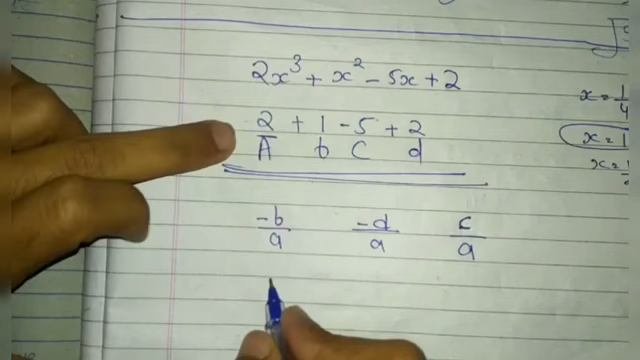 2x³ + x² - 5x + 2
x = 1/4
2 + 1 - 5 + 2
x = 1
A b c d
-b/a -d/a c/a